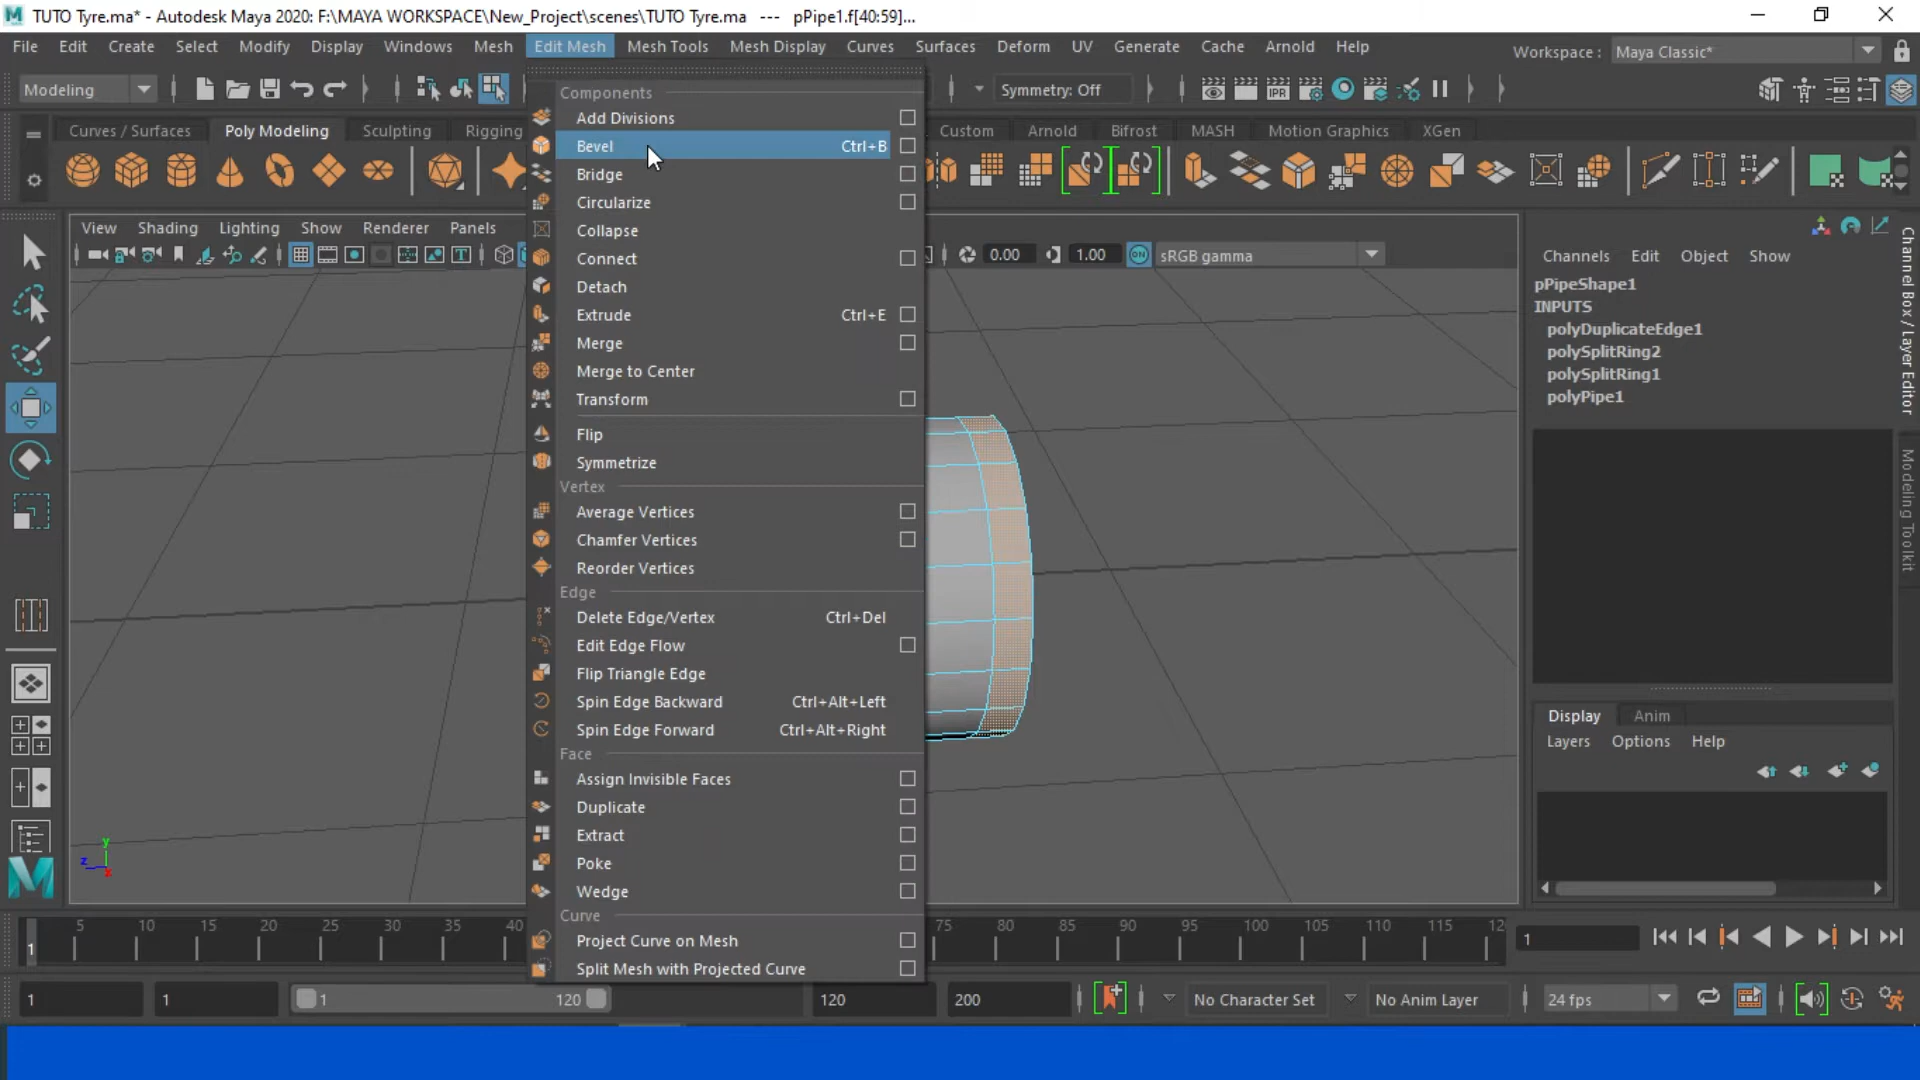 TUTO Tyre.ma* - Autodesk Maya 2020: F:\MAYA WORKSPACE\New_Project\scenes\TUTO Tyre.ma   ---   pPipe1.f[40:59]...
File Edit Create Select Modify Display Windows Mesh Edit Mesh Mesh Tools Mesh Display Curves Surfaces Deform UV Generate Cache Arnold Help Workspace : Maya Classic*
Modeling Symmetry: Off IPR
Curves / Surfaces Poly Modeling Sculpting Rigging Custom Arnold Bifrost MASH Motion Graphics XGen
View Shading Lighting Show Renderer Panels
0.00 1.00 ON sRGB gamma
Components
Add Divisions
Bevel Ctrl+B
Bridge
Circularize
Collapse
Connect
Detach
Extrude Ctrl+E
Merge
Merge to Center
Transform
Flip
Symmetrize
Vertex
Average Vertices
Chamfer Vertices
Reorder Vertices
Edge
Delete Edge/Vertex Ctrl+Del
Edit Edge Flow
Flip Triangle Edge
Spin Edge Backward Ctrl+Alt+Left
Spin Edge Forward Ctrl+Alt+Right
Face
Assign Invisible Faces
Duplicate
Extract
Poke
Wedge
Curve
Project Curve on Mesh
Split Mesh with Projected Curve
Channels Edit Object Show
pPipeShape1
INPUTS
polyDuplicateEdge1
polySplitRing2
polySplitRing1
polyPipe1
Display Anim
Layers Options Help
Channel Box / Layer Editor
Modeling Toolkit
y
z
x
1 5 10 15 20 25 30 35 40 75 80 85 90 95 100 105 110 115 12
1
1 1 1 120 120 200 No Character Set No Anim Layer 24 fps